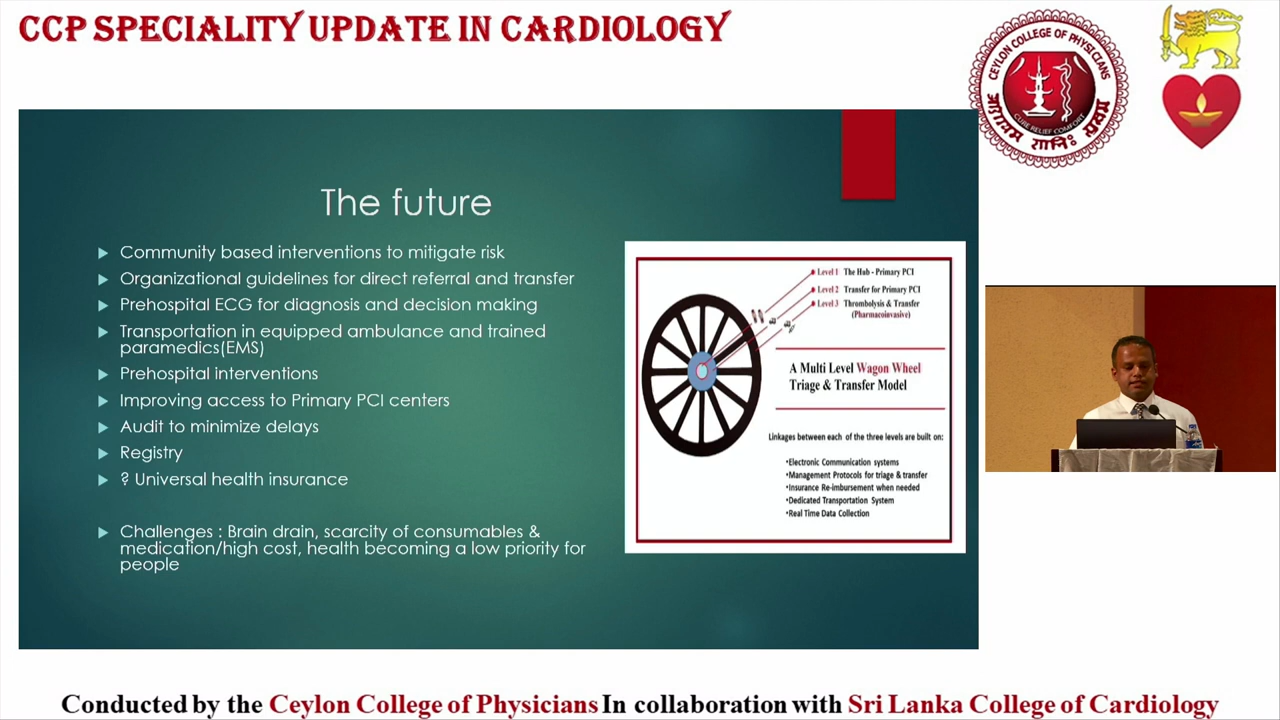 CCP SPECIALITY UPDATE IN CARDIOLOGY
CEYLON COLLEGE OF PHYSICIANS
CURE RELIEF COMFORT
The future
Community based interventions to mitigate risk
Organizational guidelines for direct referral and transfer
Prehospital ECG for diagnosis and decision making
Transportation in equipped ambulance and trained
paramedics(EMS)
Prehospital interventions
Improving access to Primary PCI centers
Audit to minimize delays
Registry
? Universal health insurance
Challenges : Brain drain, scarcity of consumables &
medication/high cost, health becoming a low priority for
people
Level 1 The Hub - Primary PCI
Level 2 Transfer for Primary PCI
Level 3 Thrombolysis & Transfer
(Pharmacoinvasive)
A Multi Level Wagon Wheel
Triage & Transfer Model
Linkages between each of the three levels are built on:
•Electronic Communication systems
•Management Protocols for triage & transfer
•Insurance Re-imbursement when needed
•Dedicated Transportation System
•Real Time Data Collection
Conducted by the Ceylon College of Physicians In collaboration with Sri Lanka College of Cardiology